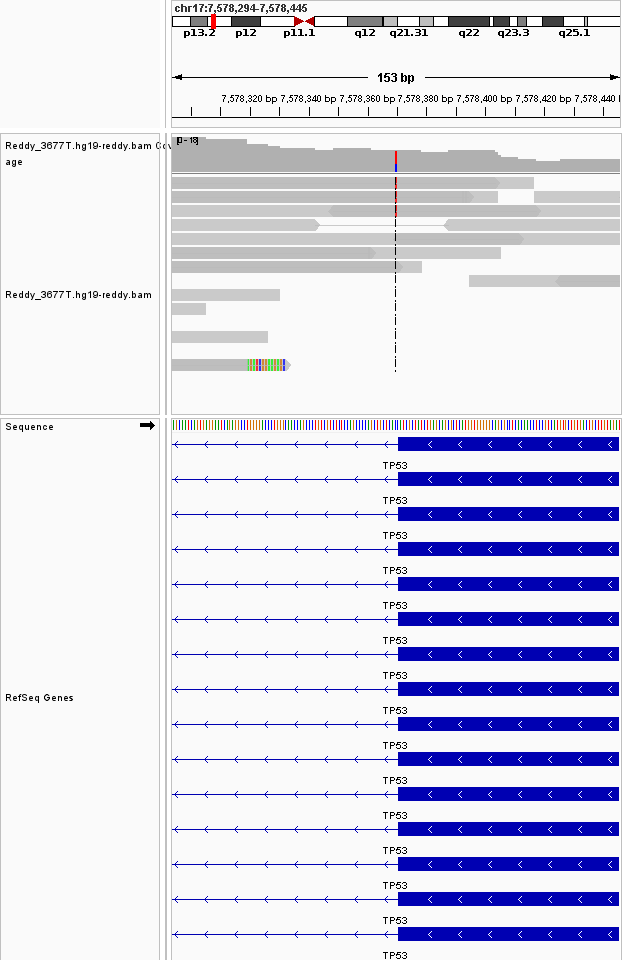 chr17:7,578,294-7,578,445
p13.2 p12 p11.1 q12 q21.31 q22 q23.3 q25.1
153 bp
7,578,320 bp 7,578,340 bp 7,578,360 bp 7,578,380 bp 7,578,400 bp 7,578,420 bp 7,578,440
Reddy_3677T.hg19-reddy.bam Cov
age
[0 - 18]
Reddy_3677T.hg19-reddy.bam
Sequence
TP53
TP53
TP53
TP53
TP53
TP53
TP53
RefSeq Genes
TP53
TP53
TP53
TP53
TP53
TP53
TP53
TP53